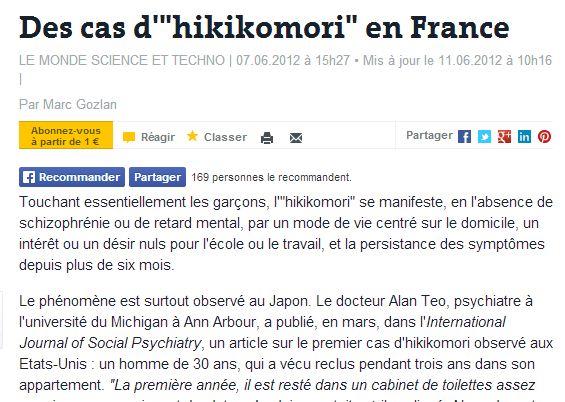 Des cas d'"hikikomori" en France
LE MONDE SCIENCE ET TECHNO | 07.06.2012 à 15h27 • Mis à jour le 11.06.2012 à 10h16
|
Par Marc Gozlan
Abonnez-vous
à partir de 1 €
Réagir
Classer
Partager
Recommander
Partager
169 personnes le recommandent.
Touchant essentiellement les garçons, l'"hikikomori" se manifeste, en l'absence de
schizophrénie ou de retard mental, par un mode de vie centré sur le domicile, un
intérêt ou un désir nuls pour l'école ou le travail, et la persistance des symptômes
depuis plus de six mois.
Le phénomène est surtout observé au Japon. Le docteur Alan Teo, psychiatre à
l'université du Michigan à Ann Arbour, a publié, en mars, dans l'International
Journal of Social Psychiatry, un article sur le premier cas d'hikikomori observé aux
Etats-Unis : un homme de 30 ans, qui a vécu reclus pendant trois ans dans son
appartement. "La première année, il est resté dans un cabinet de toilettes assez